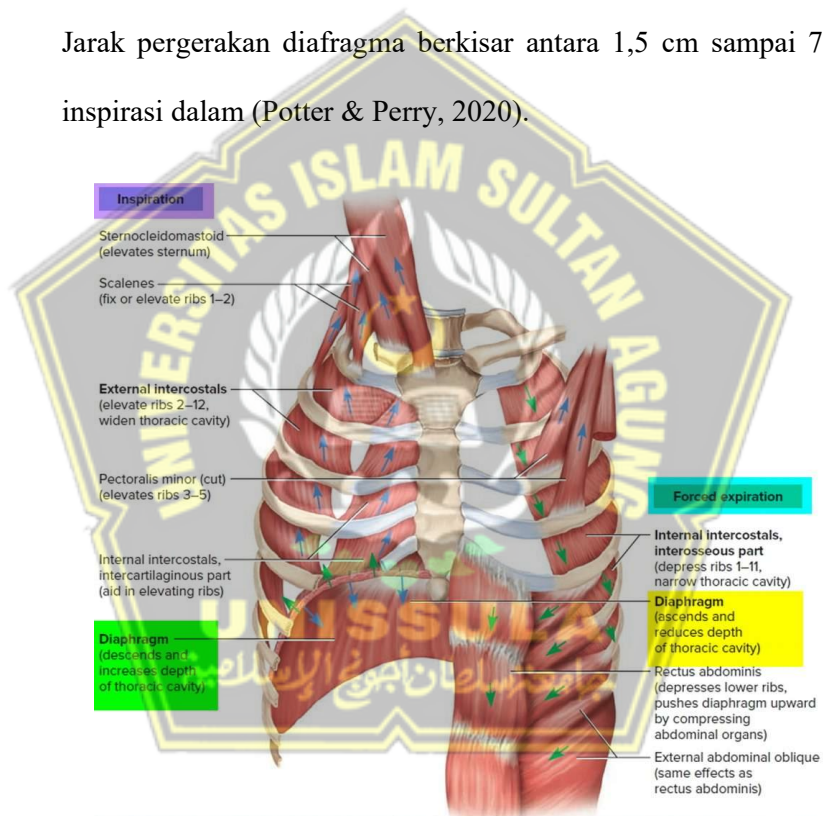 Jarak pergerakan diafragma berkisar antara 1,5 cm sampai 7
inspirasi dalam (Potter & Perry, 2020).
UNIVERSITAS ISLAM SULTAN AGUNG
Inspiration
Sternocleidomastoid
(elevates sternum)
Scalenes
(fix or elevate ribs 1–2)
External intercostals
(elevate ribs 2–12,
widen thoracic cavity)
Pectoralis minor (cut)
(elevates ribs 3–5)
Internal intercostals,
intercartilaginous part
(aid in elevating ribs)
Diaphragm
(descends and
increases depth
of thoracic cavity)
Forced expiration
Internal intercostals,
interosseous part
(depress ribs 1–11,
narrow thoracic cavity)
Diaphragm
(ascends and
reduces depth
of thoracic cavity)
Rectus abdominis
(depresses lower ribs,
pushes diaphragm upward
by compressing
abdominal organs)
External abdominal oblique
(same effects as
rectus abdominis)
UNISSULA
جامعة سلطان أجونج الإسلامية